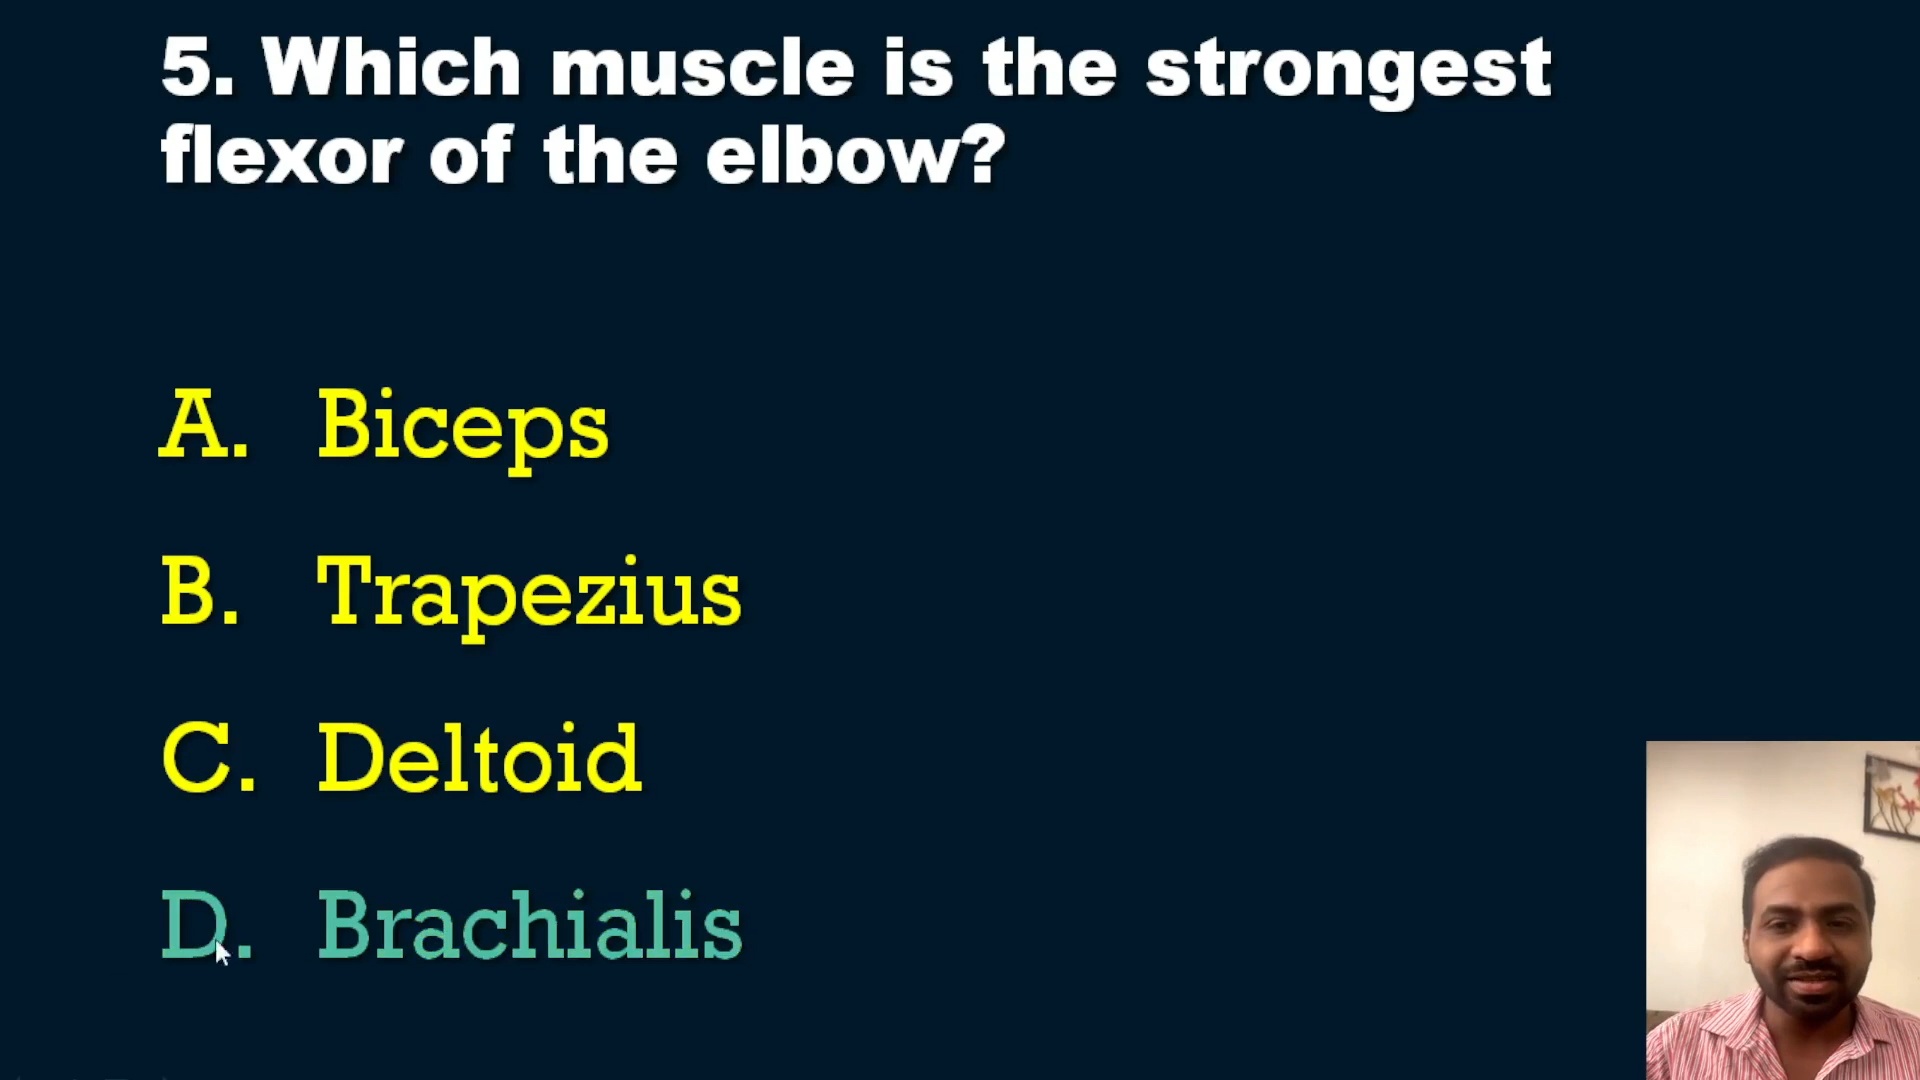 5. Which muscle is the strongest
flexor of the elbow?
A. Biceps
B. Trapezius
C. Deltoid
D. Brachialis